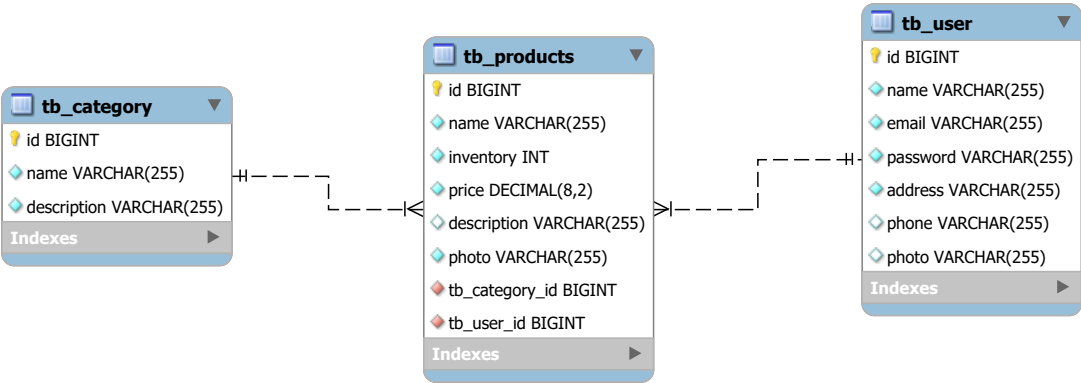 tb_category
id BIGINT
name VARCHAR(255)
description VARCHAR(255)
Indexes
tb_products
id BIGINT
name VARCHAR(255)
inventory INT
price DECIMAL(8,2)
description VARCHAR(255)
photo VARCHAR(255)
tb_category_id BIGINT
tb_user_id BIGINT
Indexes
tb_user
id BIGINT
name VARCHAR(255)
email VARCHAR(255)
password VARCHAR(255)
address VARCHAR(255)
phone VARCHAR(255)
photo VARCHAR(255)
Indexes